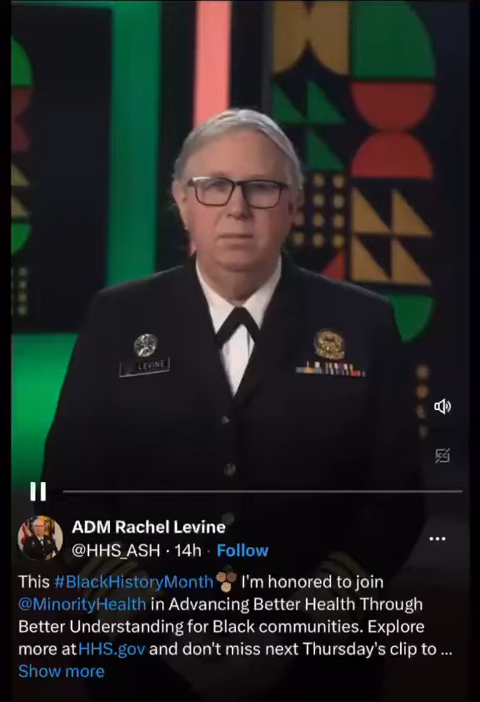 LEVINE
ADM Rachel Levine
@HHS_ASH · 14h · Follow
This #BlackHistoryMonth I'm honored to join
@MinorityHealth in Advancing Better Health Through
Better Understanding for Black communities. Explore
more at HHS.gov and don't miss next Thursday's clip to ...
Show more